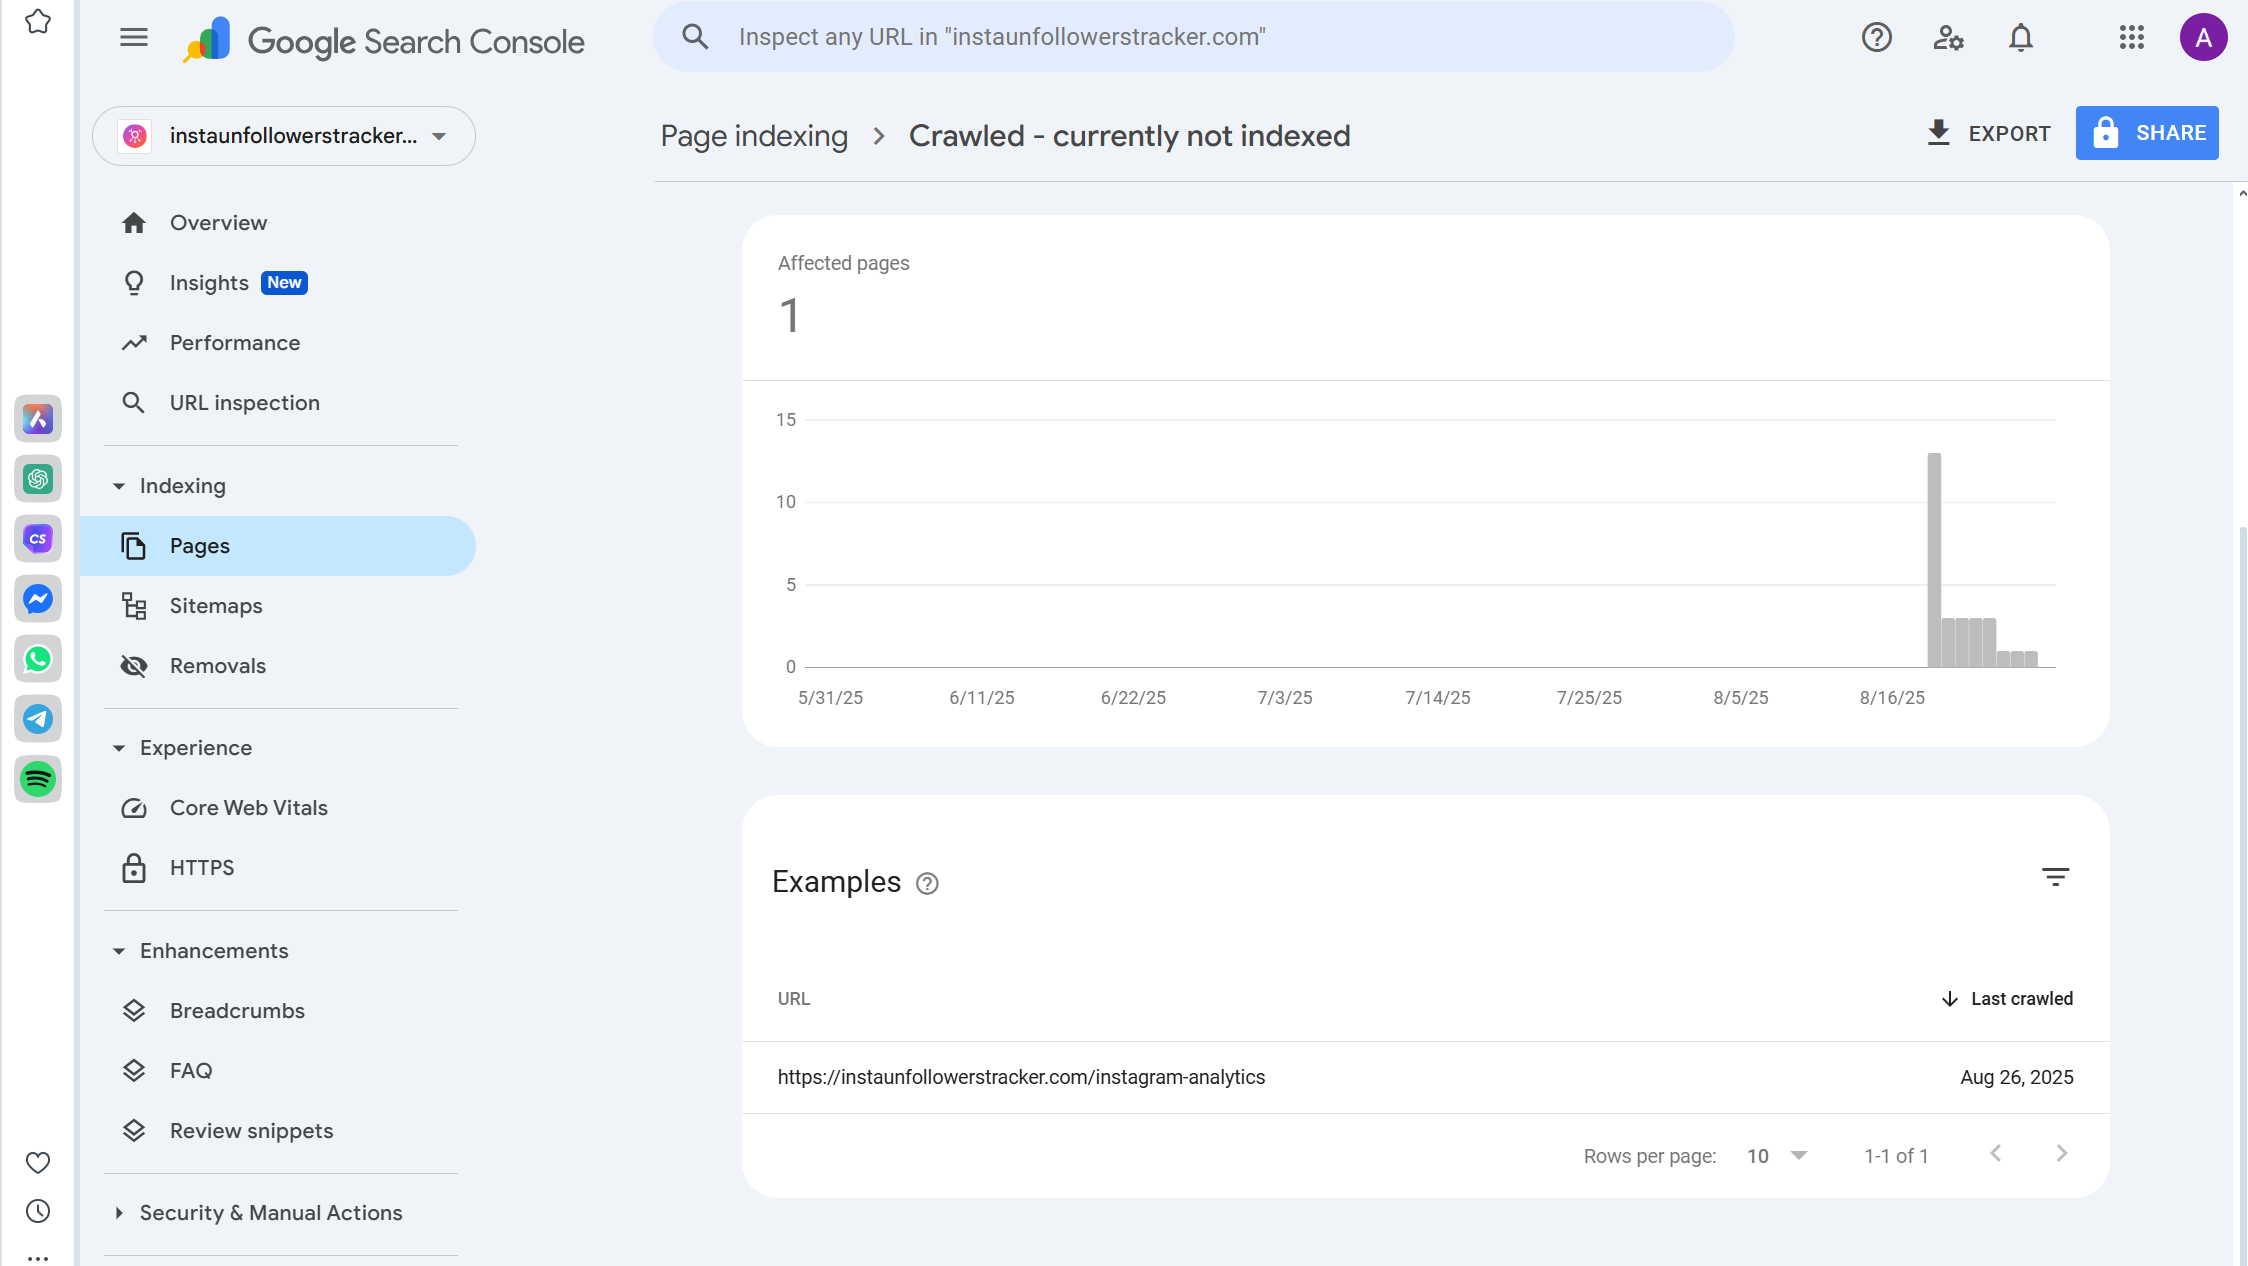 Google Search Console
Inspect any URL in "instaunfollowerstracker.com"
A
instaunfollowerstracker...
Page indexing
Crawled - currently not indexed
EXPORT
SHARE
Overview
Insights New
Performance
URL inspection
Indexing
Pages
Sitemaps
Removals
Experience
Core Web Vitals
HTTPS
Enhancements
Breadcrumbs
FAQ
Review snippets
Security & Manual Actions
CS
Affected pages
1
15
10
5
0
5/31/25 6/11/25 6/22/25 7/3/25 7/14/25 7/25/25 8/5/25 8/16/25
Examples
URL Last crawled
https://instaunfollowerstracker.com/instagram-analytics Aug 26, 2025
Rows per page: 10 1-1 of 1